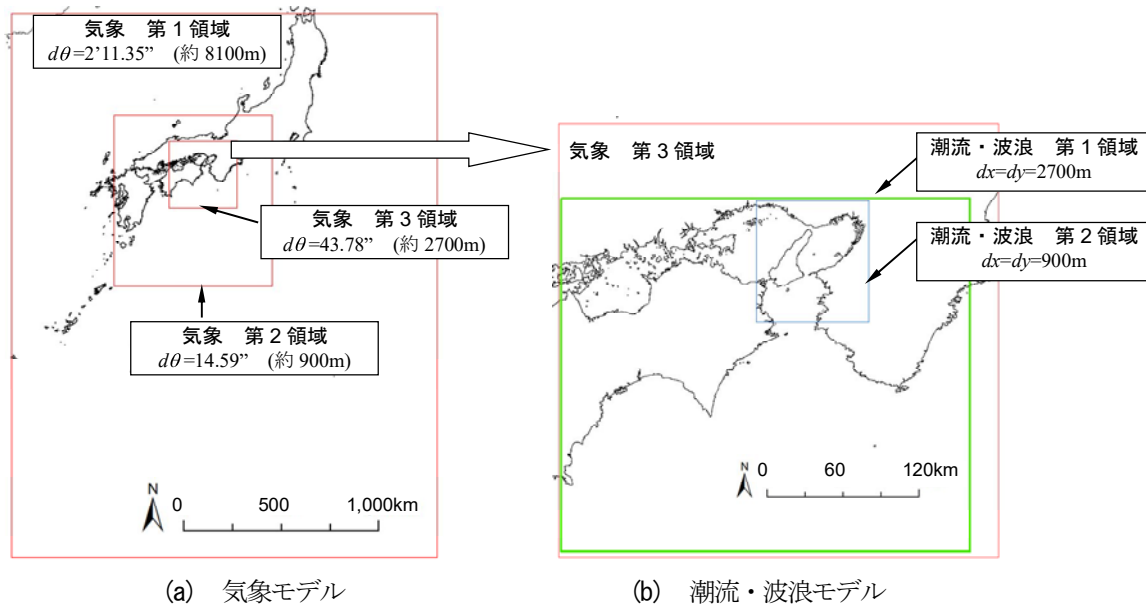 気象 第1領域
dθ=2’11.35” (約 8100m)
気象 第3領域
dθ=43.78” (約 2700m)
気象 第2領域
dθ=14.59” (約 900m)
N
0 500 1,000km
(a) 気象モデル
気象 第3領域
潮流・波浪 第1領域
dx=dy=2700m
潮流・波浪 第2領域
dx=dy=900m
N
0 60 120km
(b) 潮流・波浪モデル